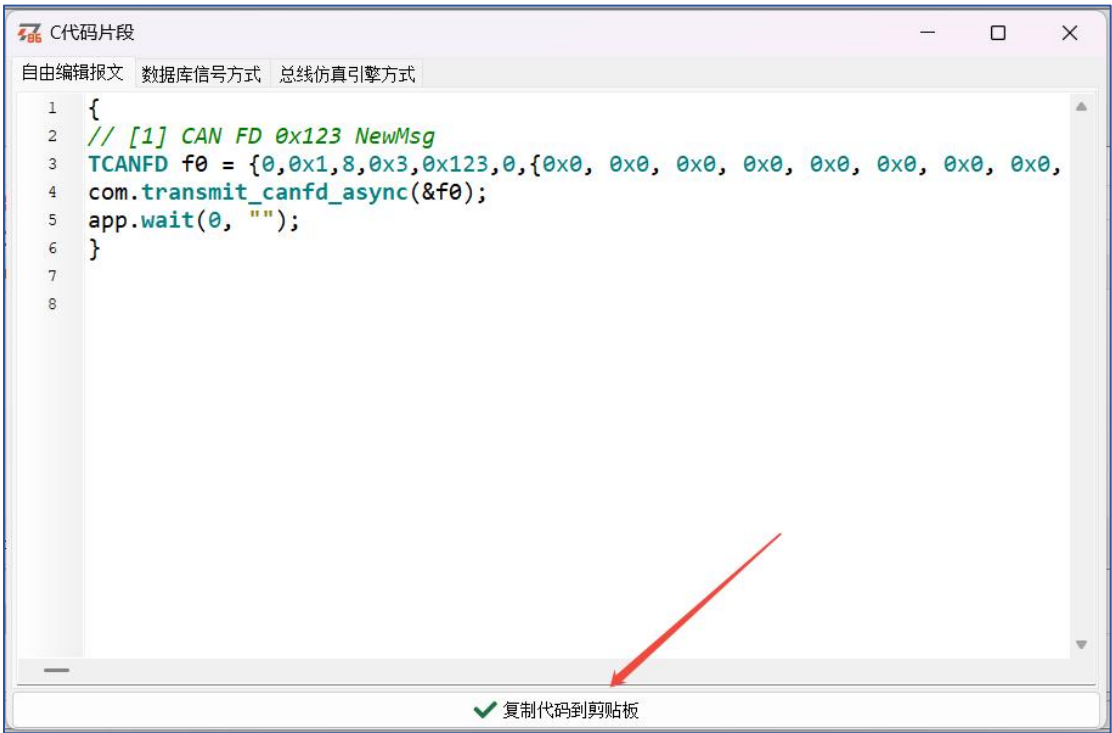 C代码片段
自由编辑报文 数据库信号方式 总线仿真引擎方式
1 {
2 // [1] CAN FD 0x123 NewMsg
3 TCANFD f0 = {0,0x1,8,0x3,0x123,0,{0x0, 0x0, 0x0, 0x0, 0x0, 0x0, 0x0, 0x0,
4 com.transmit_canfd_async(&f0);
5 app.wait(0, "");
6 }
7
8
复制代码到剪贴板